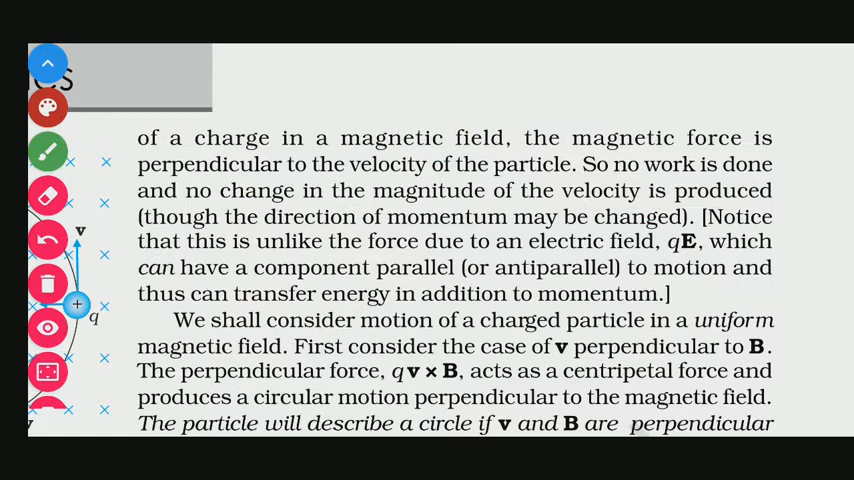 ics
of a charge in a magnetic field, the magnetic force is
perpendicular to the velocity of the particle. So no work is done
and no change in the magnitude of the velocity is produced
(though the direction of momentum may be changed). [Notice
that this is unlike the force due to an electric field, qE, which
can have a component parallel (or antiparallel) to motion and
thus can transfer energy in addition to momentum.]
We shall consider motion of a charged particle in a uniform
magnetic field. First consider the case of v perpendicular to B.
The perpendicular force, q v × B, acts as a centripetal force and
produces a circular motion perpendicular to the magnetic field.
The particle will describe a circle if v and B are perpendicular
v
+
q